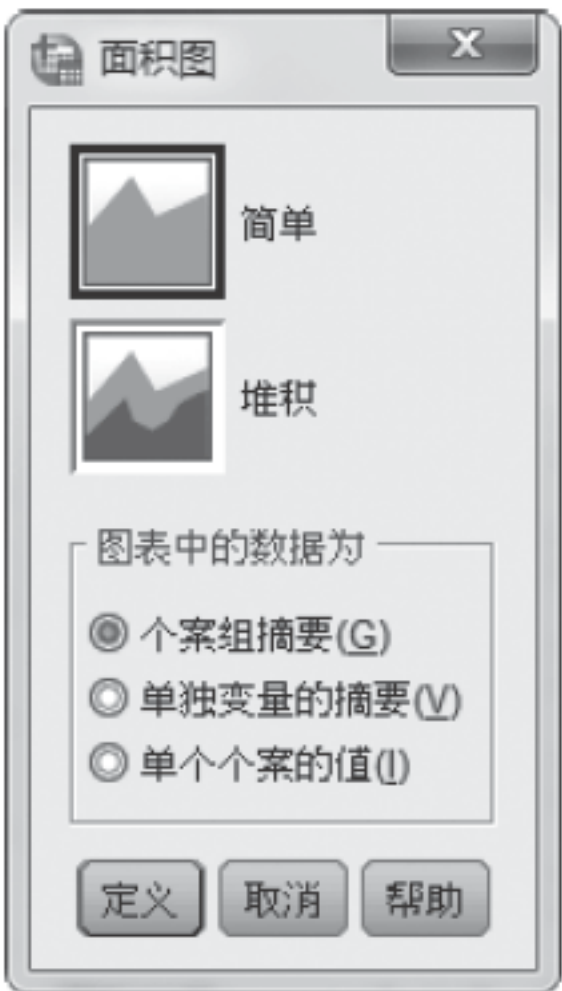 面积图
简单
堆积
图表中的数据为
个案组摘要(G)
单独变量的摘要(V)
单个个案的值(I)
定义 取消 帮助